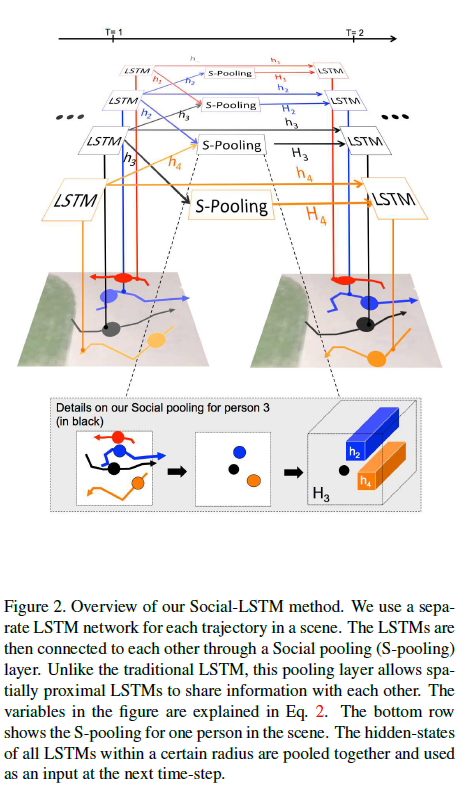 T= 1
T= 2
h
h₁
LSTM
h₁
h₂
S-Pooling
H₁
LSTM
h₂
LSTM
h₂
h₃
S-Pooling
H₂
LSTM
h₃
LSTM
h₃
h₄
S-Pooling
H₃
LSTM
h₄
LSTM
S-Pooling
H₄
LSTM
Details on our Social pooling for person 3
(in black)
h₂
h₄
H₃
Figure 2. Overview of our Social-LSTM method. We use a sepa-
rate LSTM network for each trajectory in a scene. The LSTMs are
then connected to each other through a Social pooling (S-pooling)
layer. Unlike the traditional LSTM, this pooling layer allows spa-
tially proximal LSTMs to share information with each other. The
variables in the figure are explained in Eq. 2. The bottom row
shows the S-pooling for one person in the scene. The hidden-states
of all LSTMs within a certain radius are pooled together and used
as an input at the next time-step.